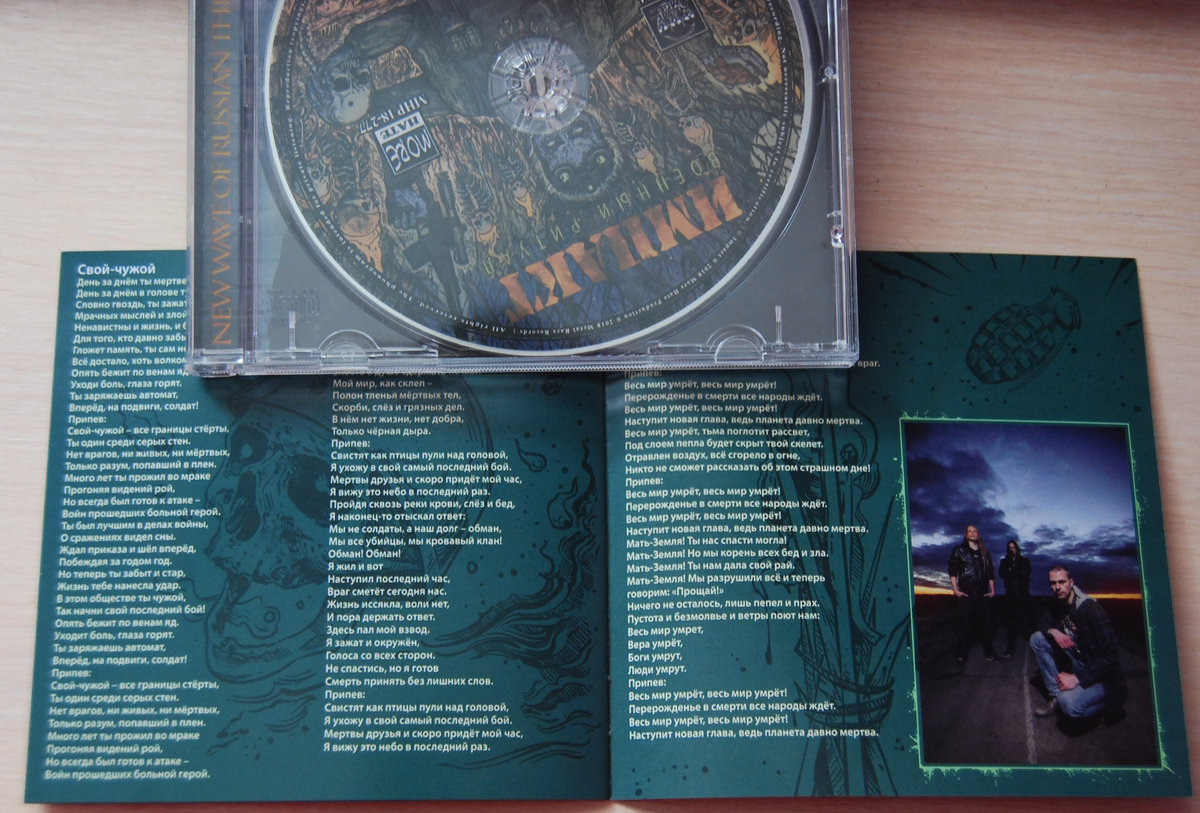 NEW WAVE OF RUSSIAN
MORE
HATE
MHP 18-277
ИМПАКТ
ВОЕННЫЙ РИТУАЛ
Свой-чужой
День за днём ты
День за днём в голове
Словно гвоздь, ты
Мрачных мыслей и злой
Ненавистны и жизнь, и
Для того, кто давно
Гложет память, ты сам
Всё достало, хоть волком
Опять бежит по венам
Уходи боль, глаза горят.
Ты заряжаешь автомат,
Вперёд, на подвиги, солдат!
Припев:
Свой-чужой – все границы стёрты,
Ты один среди серых стен.
Нет врагов, ни живых, ни мёртвых,
Только разум, попавший в плен.
Много лет ты прожил во мраке
Прогоняя видений рой,
Но всегда был готов к атаке –
Войн прошедших больной герой.
Ты был лучшим в делах войны,
О сражениях видел сны.
Ждал приказа и шёл вперёд,
Побеждая за годом год.
Но теперь ты забыт и стар,
Жизнь тебе нанесла удар.
В этом обществе ты чужой,
Так начни свой последний бой!
Опять бежит по венам яд.
Уходит боль, глаза горят.
Ты заряжаешь автомат,
Вперёд, на подвиги, солдат!
Припев:
Свой-чужой – все границы стёрты,
Ты один среди серых стен.
Нет врагов, ни живых, ни мёртвых,
Только разум, попавший в плен.
Много лет ты прожил во мраке
Прогоняя видений рой,
Но всегда был готов к атаке –
Войн прошедших больной герой.
Мой мир, как склеп –
Полон тленья мёртвых тел,
Скорби, слёз и грязных дел.
В нём нет жизни, нет добра,
Только чёрная дыра.
Припев:
Свистят как птицы пули над головой,
Я ухожу в свой самый последний бой.
Мертвы друзья и скоро придёт мой час,
Я вижу это небо в последний раз.
Пройдя сквозь реки крови, слёз и бед,
Я наконец-то отыскал ответ:
Мы не солдаты, а наш долг – обман,
Мы все убийцы, мы кровавый клан!
Обман! Обман!
Я жил и вот
Наступил последний час,
Враг сметёт сегодня нас.
Жизнь иссякла, воли нет,
И пора держать ответ.
Здесь пал мой взвод.
Я зажат и окружён,
Голоса со всех сторон.
Не спастись, но я готов
Смерть принять без лишних слов.
Припев:
Свистят как птицы пули над головой,
Я ухожу в свой самый последний бой.
Мертвы друзья и скоро придёт мой час,
Я вижу это небо в последний раз.
враг.
Припев:
Весь мир умрёт, весь мир умрёт!
Перерожденье в смерти все народы ждёт.
Весь мир умрёт, весь мир умрёт!
Наступит новая глава, ведь планета давно мертва.
Весь мир умрёт, тьма поглотит рассвет,
Под слоем пепла будет скрыт твой скелет.
Отравлен воздух, всё сгорело в огне,
Никто не сможет рассказать об этом страшном дне!
Припев:
Весь мир умрёт, весь мир умрёт!
Перерожденье в смерти все народы ждёт.
Весь мир умрёт, весь мир умрёт!
Наступит новая глава, ведь планета давно мертва.
Мать-Земля! Ты нас спасти могла!
Мать-Земля! Но мы корень всех бед и зла.
Мать-Земля! Ты нам дала свой рай.
Мать-Земля! Мы разрушили всё и теперь
говорим: «Прощай!»
Ничего не осталось, лишь пепел и прах.
Пустота и безмолвье и ветры поют нам:
Весь мир умрет,
Вера умрёт,
Боги умрут,
Люди умрут.
Припев:
Весь мир умрёт, весь мир умрёт!
Перерожденье в смерти все народы ждёт.
Весь мир умрёт, весь мир умрёт!
Наступит новая глава, ведь планета давно мертва.